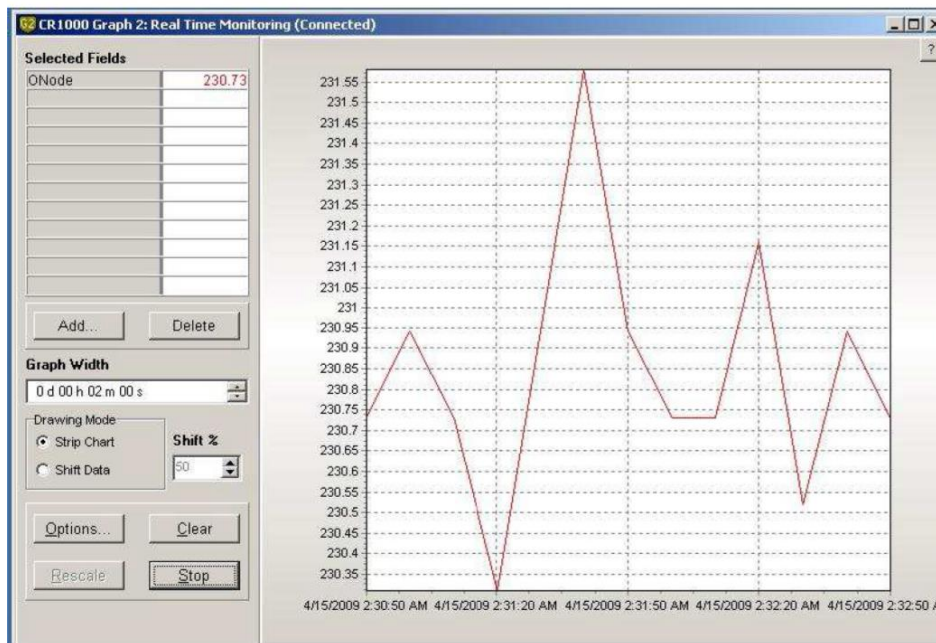 CR1000 Graph 2: Real Time Monitoring (Connected)
?
Selected Fields
ONode 230.73
Add... Delete
Graph Width
0 d 00 h 02 m 00 s
Drawing Mode
Strip Chart
Shift Data
Shift %
50
Options... Clear
Rescale Stop
231.55
231.5
231.45
231.4
231.35
231.3
231.25
231.2
231.15
231.1
231.05
231
230.95
230.9
230.85
230.8
230.75
230.7
230.65
230.6
230.55
230.5
230.45
230.4
230.35
4/15/2009 2:30:50 AM 4/15/2009 2:31:20 AM 4/15/2009 2:31:50 AM 4/15/2009 2:32:20 AM 4/15/2009 2:32:50 A